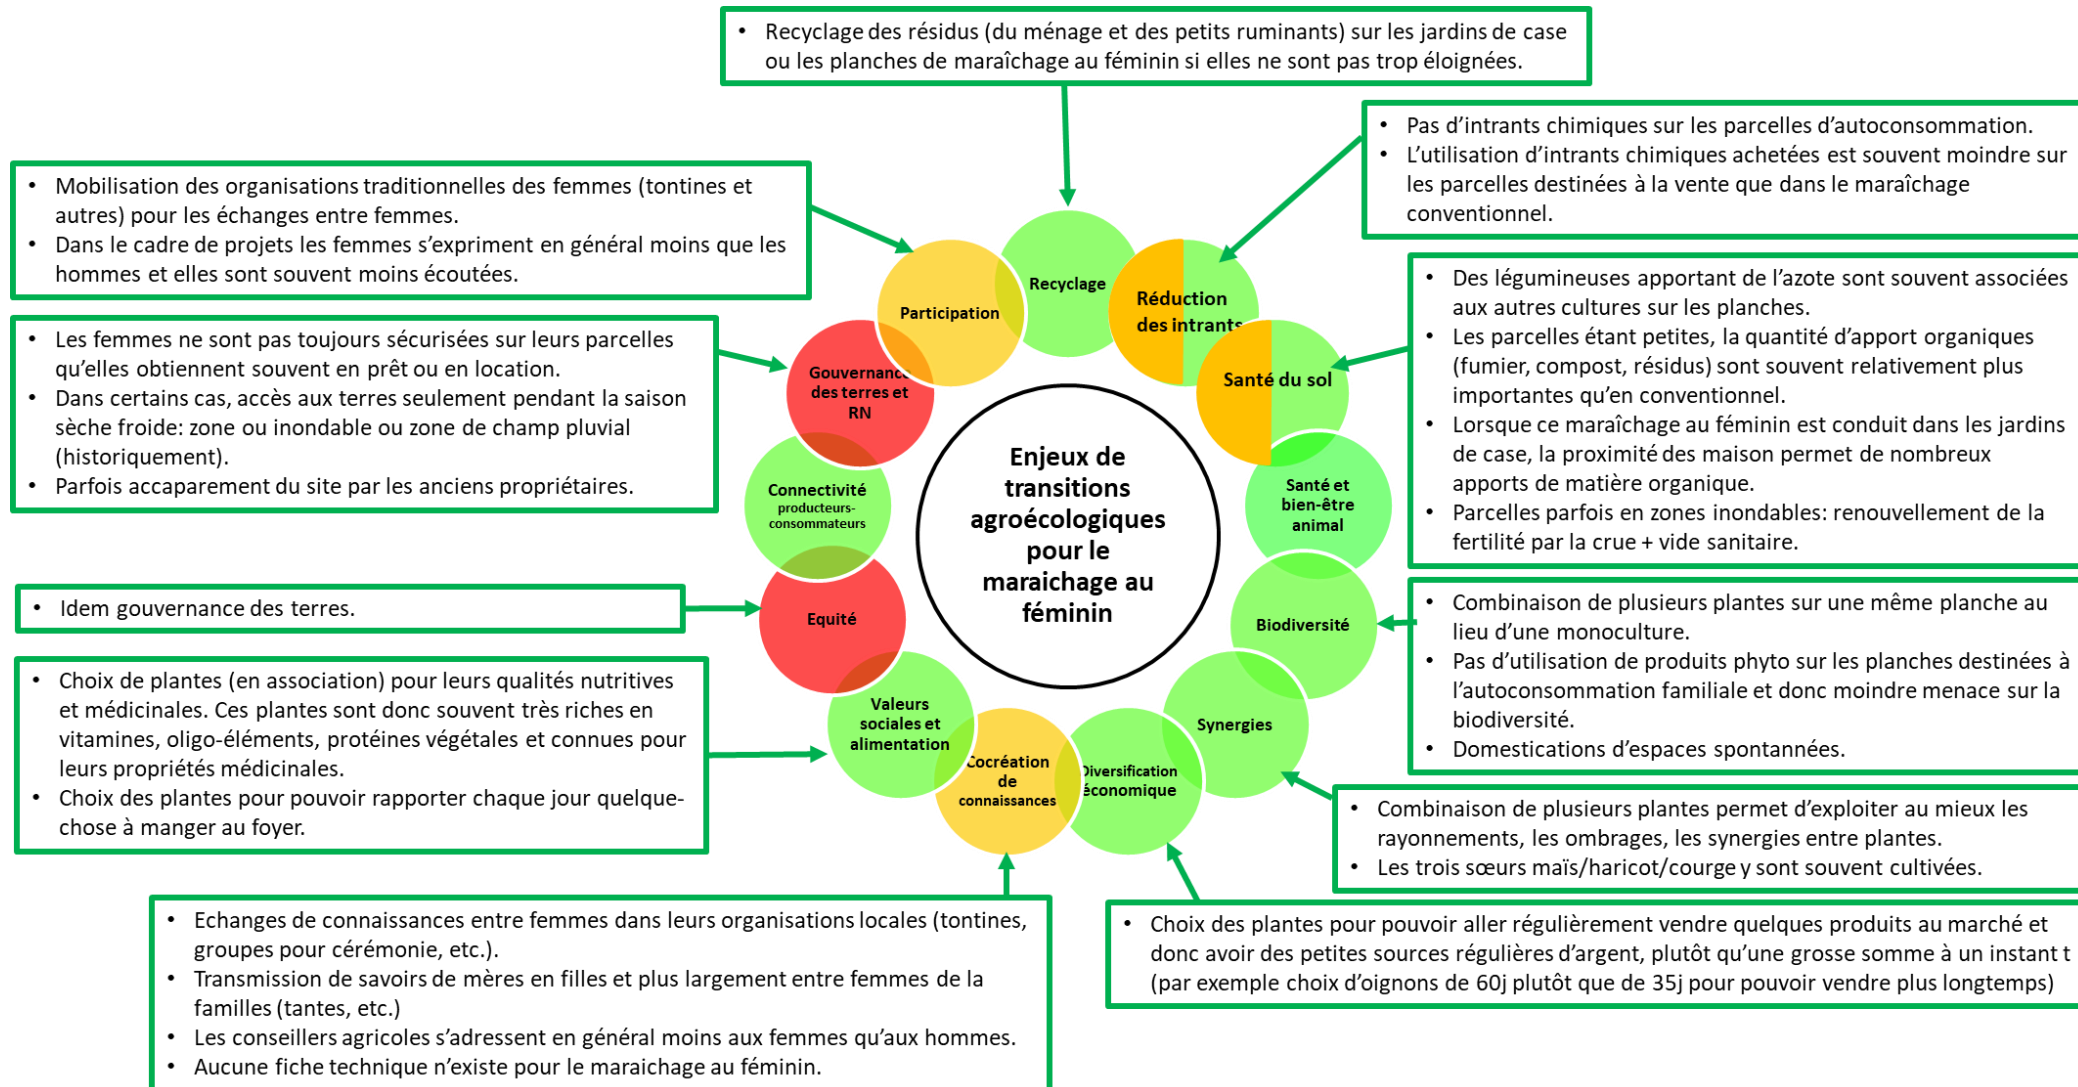 • Recyclage des résidus (du ménage et des petits ruminants) sur les jardins de case
ou les planches de maraîchage au féminin si elles ne sont pas trop éloignées.
• Pas d'intrants chimiques sur les parcelles d'autoconsommation.
• L'utilisation d'intrants chimiques achetées est souvent moindre sur
les parcelles destinées à la vente que dans le maraîchage
conventionnel.
• Mobilisation des organisations traditionnelles des femmes (tontines et
autres) pour les échanges entre femmes.
• Dans le cadre de projets les femmes s'expriment en général moins que les
hommes et elles sont souvent moins écoutées.
• Des légumineuses apportant de l'azote sont souvent associées
aux autres cultures sur les planches.
• Les parcelles étant petites, la quantité d'apport organiques
(fumier, compost, résidus) sont souvent relativement plus
importantes qu'en conventionnel.
• Lorsque ce maraîchage au féminin est conduit dans les jardins
de case, la proximité des maison permet de nombreux
apports de matière organique.
• Parcelles parfois en zones inondables: renouvellement de la
fertilité par la crue + vide sanitaire.
• Les femmes ne sont pas toujours sécurisées sur leurs parcelles
qu'elles obtiennent souvent en prêt ou en location.
• Dans certains cas, accès aux terres seulement pendant la saison
sèche froide: zone ou inondable ou zone de champ pluvial
(historiquement).
• Parfois accaparement du site par les anciens propriétaires.
Recyclage
Réduction
des intrants
Santé du sol
Santé et
bien-être
animal
Biodiversité
Synergies
Diversification
économique
Cocréation
de
connaissances
Valeurs
sociales et
alimentation
Equité
Connectivité
producteurs-
consommateurs
Gouvernance
des terres et
RN
Participation
Enjeux de
transitions
agroécologiques
pour le
maraichage au
féminin
• Idem gouvernance des terres.
• Combinaison de plusieurs plantes sur une même planche au
lieu d'une monoculture.
• Pas d'utilisation de produits phyto sur les planches destinées à
l'autoconsommation familiale et donc moindre menace sur la
biodiversité.
• Domestications d'espaces spontannées.
• Choix de plantes (en association) pour leurs qualités nutritives
et médicinales. Ces plantes sont donc souvent très riches en
vitamines, oligo-éléments, protéines végétales et connues pour
leurs propriétés médicinales.
• Choix des plantes pour pouvoir rapporter chaque jour quelque-
chose à manger au foyer.
• Combinaison de plusieurs plantes permet d'exploiter au mieux les
rayonnements, les ombrages, les synergies entre plantes.
• Les trois sœurs maïs/haricot/courge y sont souvent cultivées.
• Echanges de connaissances entre femmes dans leurs organisations locales (tontines,
groupes pour cérémonie, etc.).
• Transmission de savoirs de mères en filles et plus largement entre femmes de la
familles (tantes, etc.)
• Les conseillers agricoles s'adressent en général moins aux femmes qu'aux hommes.
• Aucune fiche technique n'existe pour le maraichage au féminin.
• Choix des plantes pour pouvoir aller régulièrement vendre quelques produits au marché et
donc avoir des petites sources régulières d'argent, plutôt qu'une grosse somme à un instant t
(par exemple choix d'oignons de 60j plutôt que de 35j pour pouvoir vendre plus longtemps)